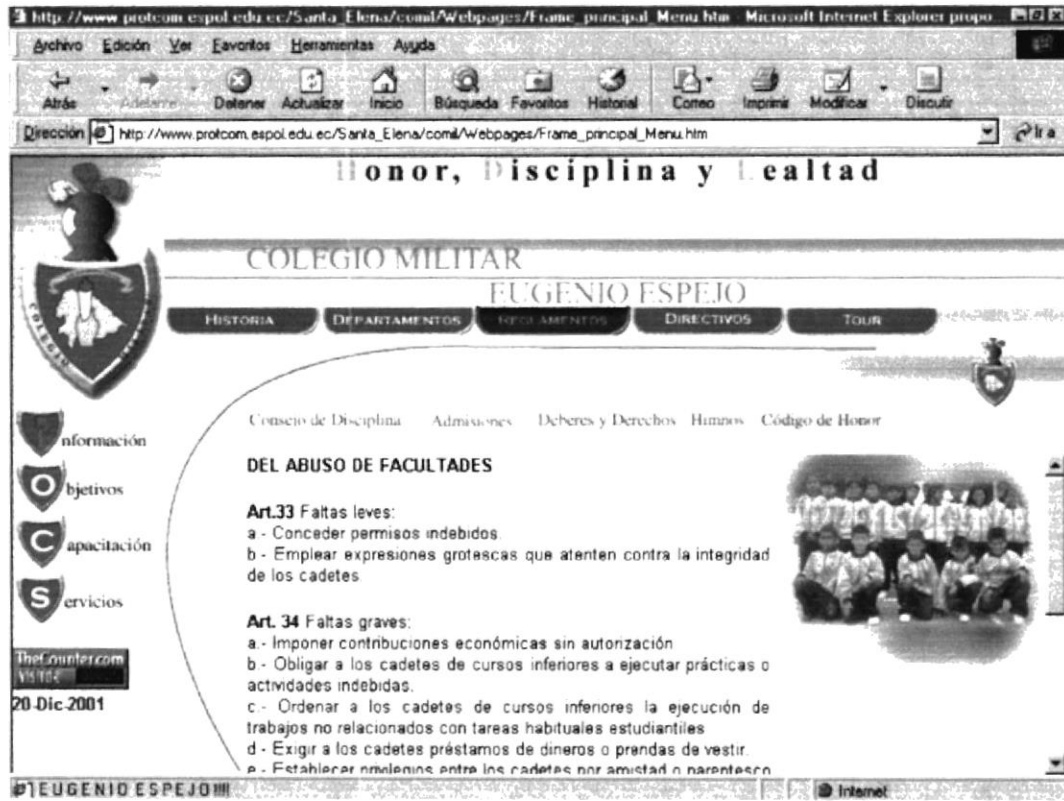 http://www.protcom.espol.edu.ec/Santa_Elena/comil/Webpages/Frame_principal_Menu.htm - Microsoft Internet Explorer propo...
Archivo Edición Ver Favoritos Herramientas Ayuda
Atrás Adelante Detener Actualizar Inicio Búsqueda Favoritos Historial Correo Imprimir Modificar Discutir
Dirección http://www.protcom.espol.edu.ec/Santa_Elena/comil/Webpages/Frame_principal_Menu.htm Ir a
Honor, Disciplina y Lealtad
COLEGIO MILITAR
EUGENIO ESPEJO
HISTORIA DEPARTAMENTOS REGLAMENTOS DIRECTIVOS TOUR
COLEGIO
Consejo de Disciplina Admisiones Deberes y Derechos Himnos Código de Honor
Información
Objetivos
Capacitación
Servicios
TheCounter.com
VISITOR
20-Dic-2001
DEL ABUSO DE FACULTADES
Art.33 Faltas leves:
a.- Conceder permisos indebidos.
b.- Emplear expresiones grotescas que atenten contra la integridad
de los cadetes
Art. 34 Faltas graves:
a.- Imponer contribuciones económicas sin autorización
b.- Obligar a los cadetes de cursos inferiores a ejecutar prácticas o
actividades indebidas.
c.- Ordenar a los cadetes de cursos inferiores la ejecución de
trabajos no relacionados con tareas habituales estudiantiles
d.- Exigir a los cadetes préstamos de dineros o prendas de vestir.
e.- Establecer privilegios entre los cadetes por amistad o parentesco
EUGENIO ESPEJO!!!! Internet